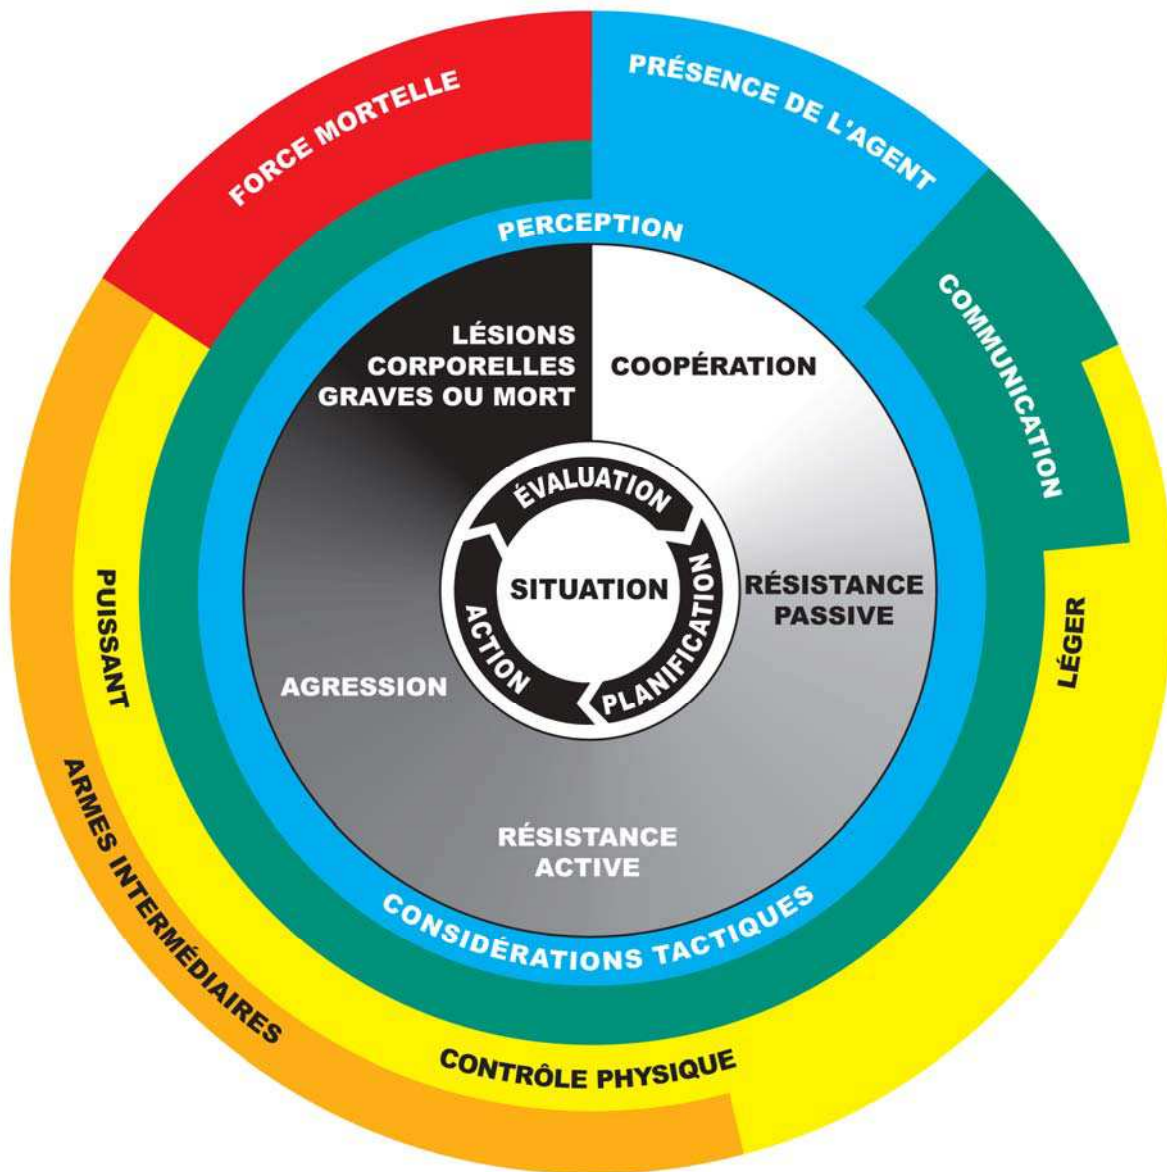 FORCE MORTELLE
PRÉSENCE DE L'AGENT
COMMUNICATION
PERCEPTION
LÉSIONS
CORPORELLES
GRAVES OU MORT
COOPÉRATION
ÉVALUATION
SITUATION
PLANIFICATION
ACTION
RÉSISTANCE
PASSIVE
LÉGER
PUISSANT
AGRESSION
RÉSISTANCE
ACTIVE
CONSIDÉRATIONS TACTIQUES
ARMES INTERMÉDIAIRES
CONTRÔLE PHYSIQUE